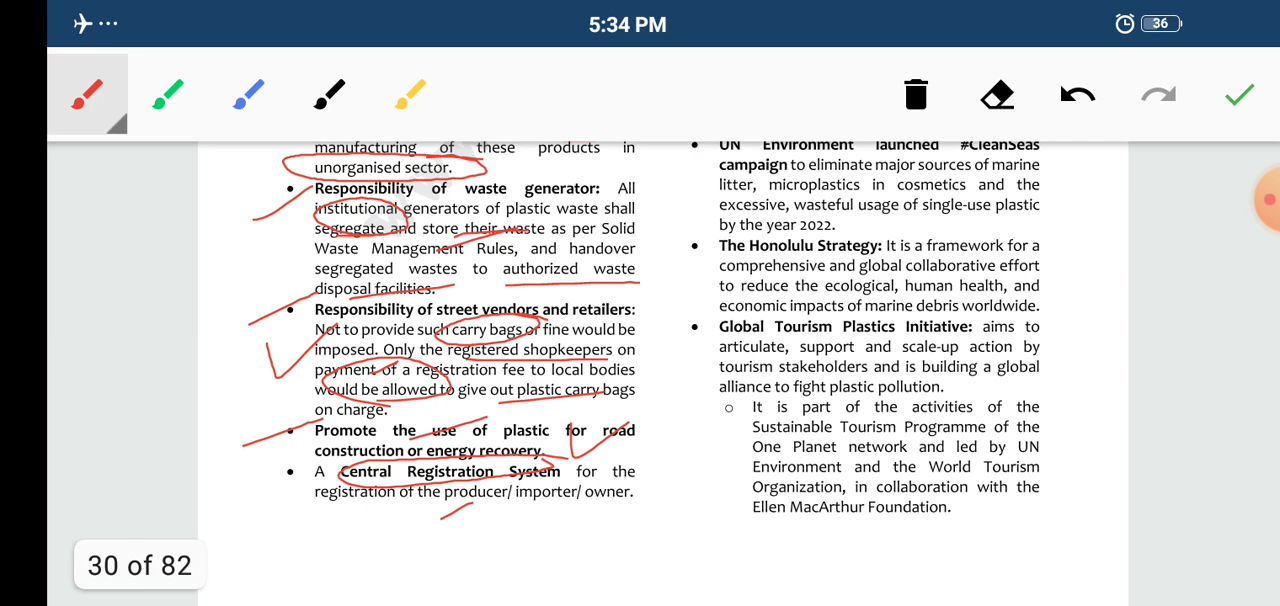 5:34 PM
36
manufacturing of these products in
unorganised sector.
• Responsibility of waste generator: All
institutional generators of plastic waste shall
segregate and store their waste as per Solid
Waste Management Rules, and handover
segregated wastes to authorized waste
disposal facilities.
• Responsibility of street vendors and retailers:
Not to provide such carry bags or fine would be
imposed. Only the registered shopkeepers on
payment of a registration fee to local bodies
would be allowed to give out plastic carry bags
on charge.
• Promote the use of plastic for road
construction or energy recovery.
• A Central Registration System for the
registration of the producer/ importer/ owner.
• UN Environment launched #CleanSeas
campaign to eliminate major sources of marine
litter, microplastics in cosmetics and the
excessive, wasteful usage of single-use plastic
by the year 2022.
• The Honolulu Strategy: It is a framework for a
comprehensive and global collaborative effort
to reduce the ecological, human health, and
economic impacts of marine debris worldwide.
• Global Tourism Plastics Initiative: aims to
articulate, support and scale-up action by
tourism stakeholders and is building a global
alliance to fight plastic pollution.
o It is part of the activities of the
Sustainable Tourism Programme of the
One Planet network and led by UN
Environment and the World Tourism
Organization, in collaboration with the
Ellen MacArthur Foundation.
30 of 82